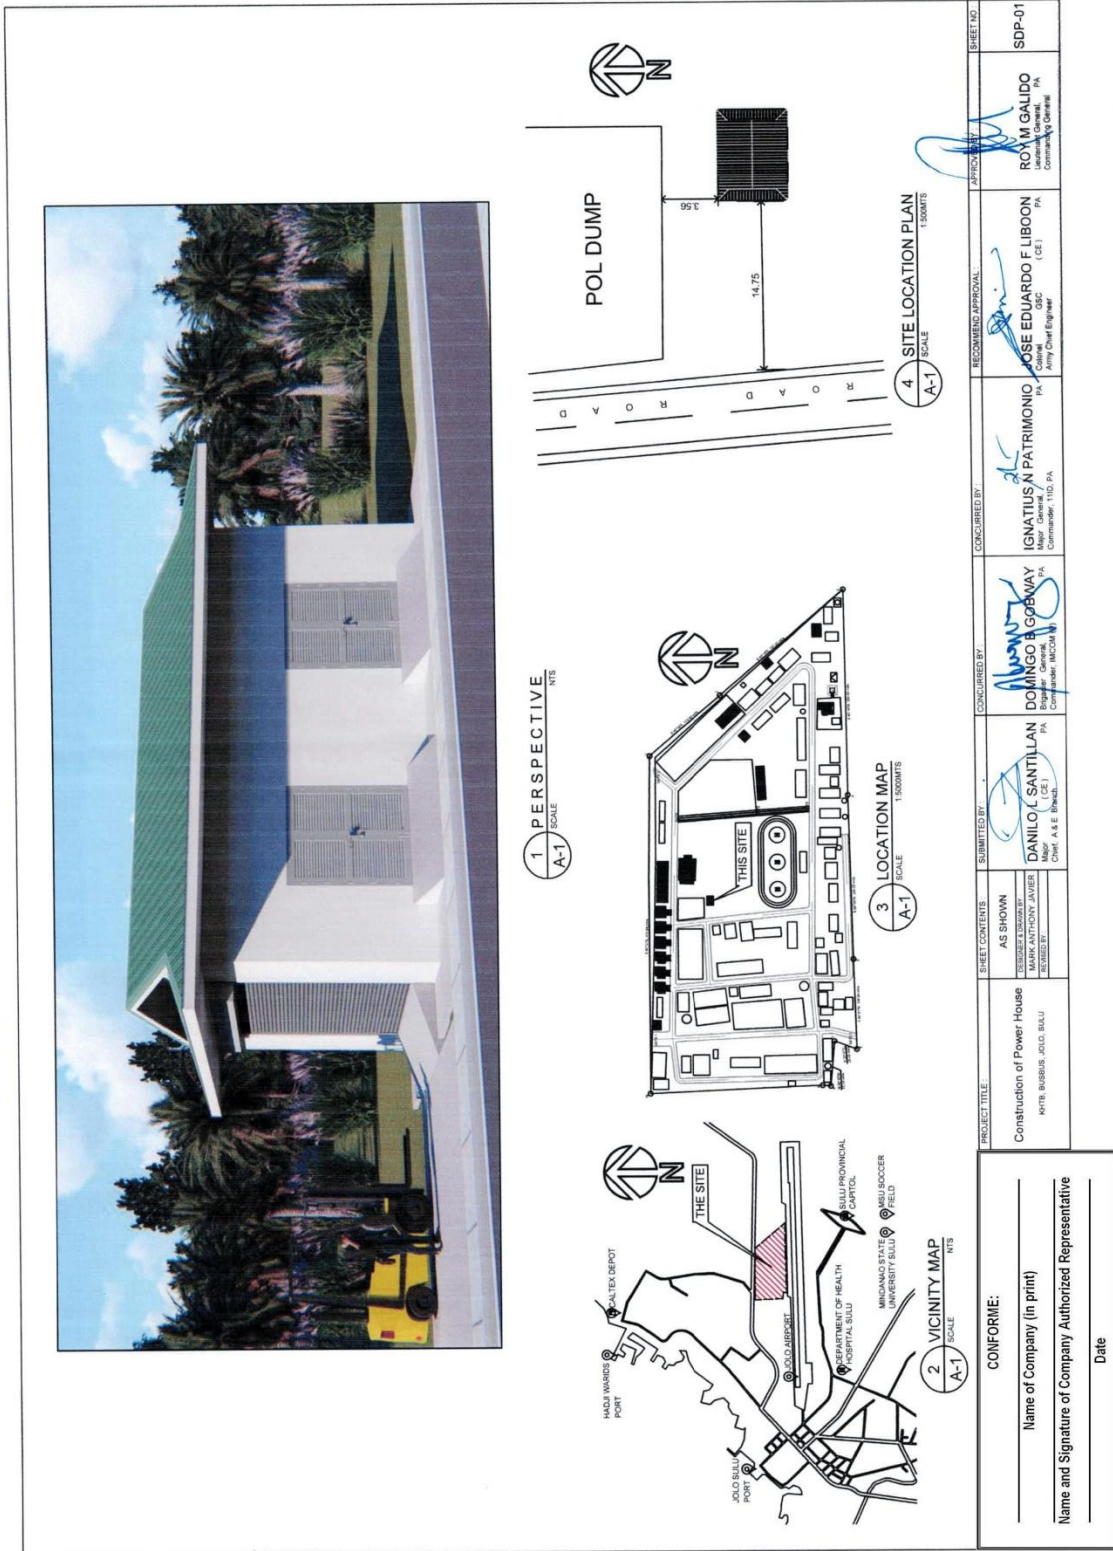 1
A-1
PERSPECTIVE
SCALE
NTS
HADJI WARIDS
PORT
CALTEX DEPOT
JOLO SULU
PORT
THE SITE
N
JOLO AIRPORT
DEPARTMENT OF HEALTH
HOSPITAL SULU
SULU PROVINCIAL
CAPITOL
MINDANAO STATE
UNIVERSITY SULU
MSU SOCCER
FIELD
2
A-1
VICINITY MAP
SCALE
NTS
THIS SITE
N
3
A-1
LOCATION MAP
SCALE
1:5000MTS
ROAD
ROAD
POL DUMP
3.56
14.75
N
4
A-1
SITE LOCATION PLAN
SCALE
1:500MTS
CONFORME:
Name of Company (in print)
Name and Signature of Company Authorized Representative
Date
PROJECT TITLE :
Construction of Power House
KHTB, BUSBUS, JOLO, SULU
SHEET CONTENTS
AS SHOWN
DESIGNER & DRAWN BY
MARK ANTHONY JAVIER
REVISED BY
SUBMITTED BY :
DANILO L SANTILLAN
Major (CE) PA
Chief, A & E Branch
CONCURRED BY :
DOMINGO B GOBWAY
Brigadier General PA
CONCURRED BY :
IGNATIUS N PATRIMONIO
Major General PA
Commander, 11ID, PA
RECOMMEND APPROVAL :
JOSE EDUARDO F LIBOON
Colonel GSC (CE) PA
Army Chief Engineer
APPROVED BY :
ROY M GALIDO
Lieutenant General, PA
Commanding General
SHEET NO
SDP-01